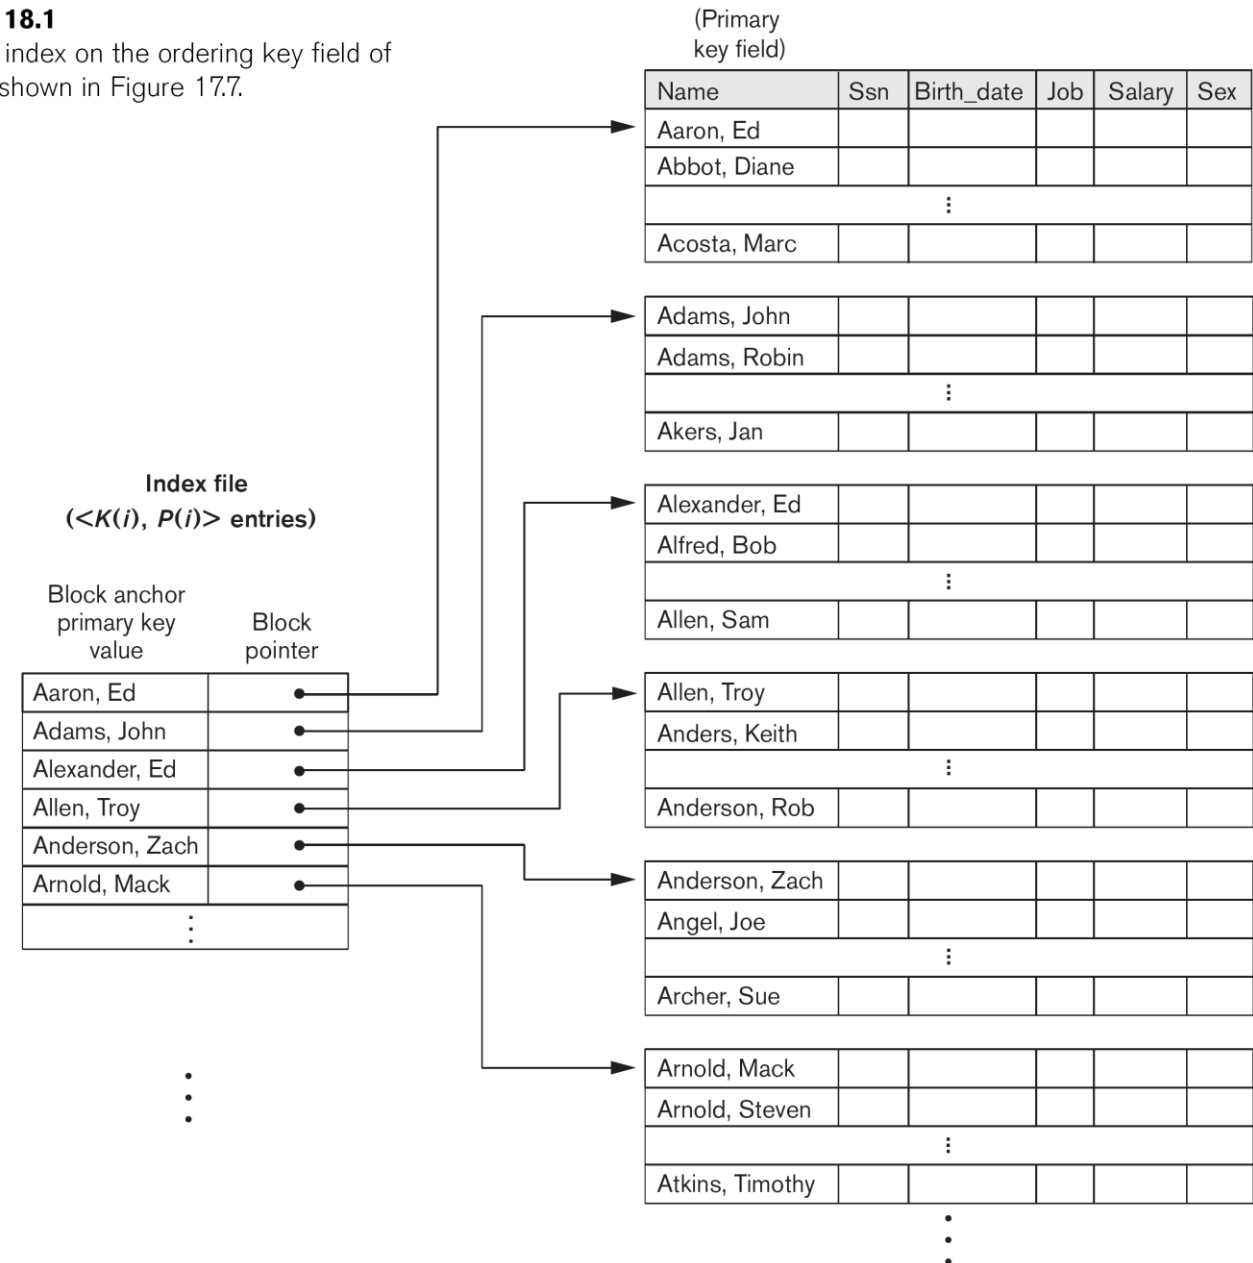 18.1
index on the ordering key field of
shown in Figure 17.7.
(Primary
key field)
Name Ssn Birth_date Job Salary Sex
Aaron, Ed
Abbot, Diane
Acosta, Marc
Adams, John
Adams, Robin
Akers, Jan
Alexander, Ed
Alfred, Bob
Allen, Sam
Allen, Troy
Anders, Keith
Anderson, Rob
Anderson, Zach
Angel, Joe
Archer, Sue
Arnold, Mack
Arnold, Steven
Atkins, Timothy
Index file
(<K(i), P(i)> entries)
Block anchor
primary key
value
Block
pointer
Aaron, Ed
Adams, John
Alexander, Ed
Allen, Troy
Anderson, Zach
Arnold, Mack